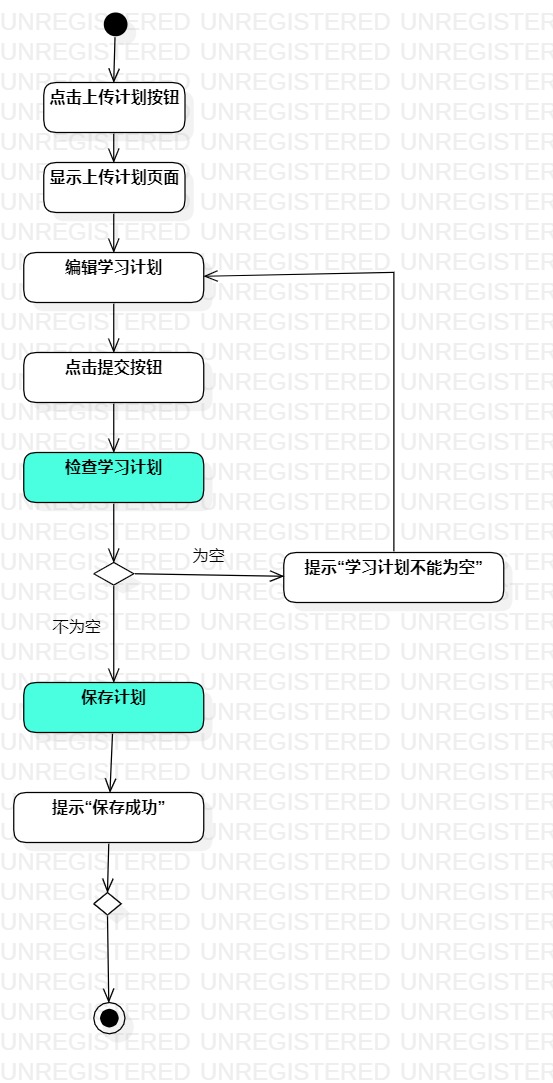 点击上传计划按钮
显示上传计划页面
编辑学习计划
点击提交按钮
检查学习计划
为空
提示“学习计划不能为空”
不为空
保存计划
提示“保存成功”
UNREGISTERED